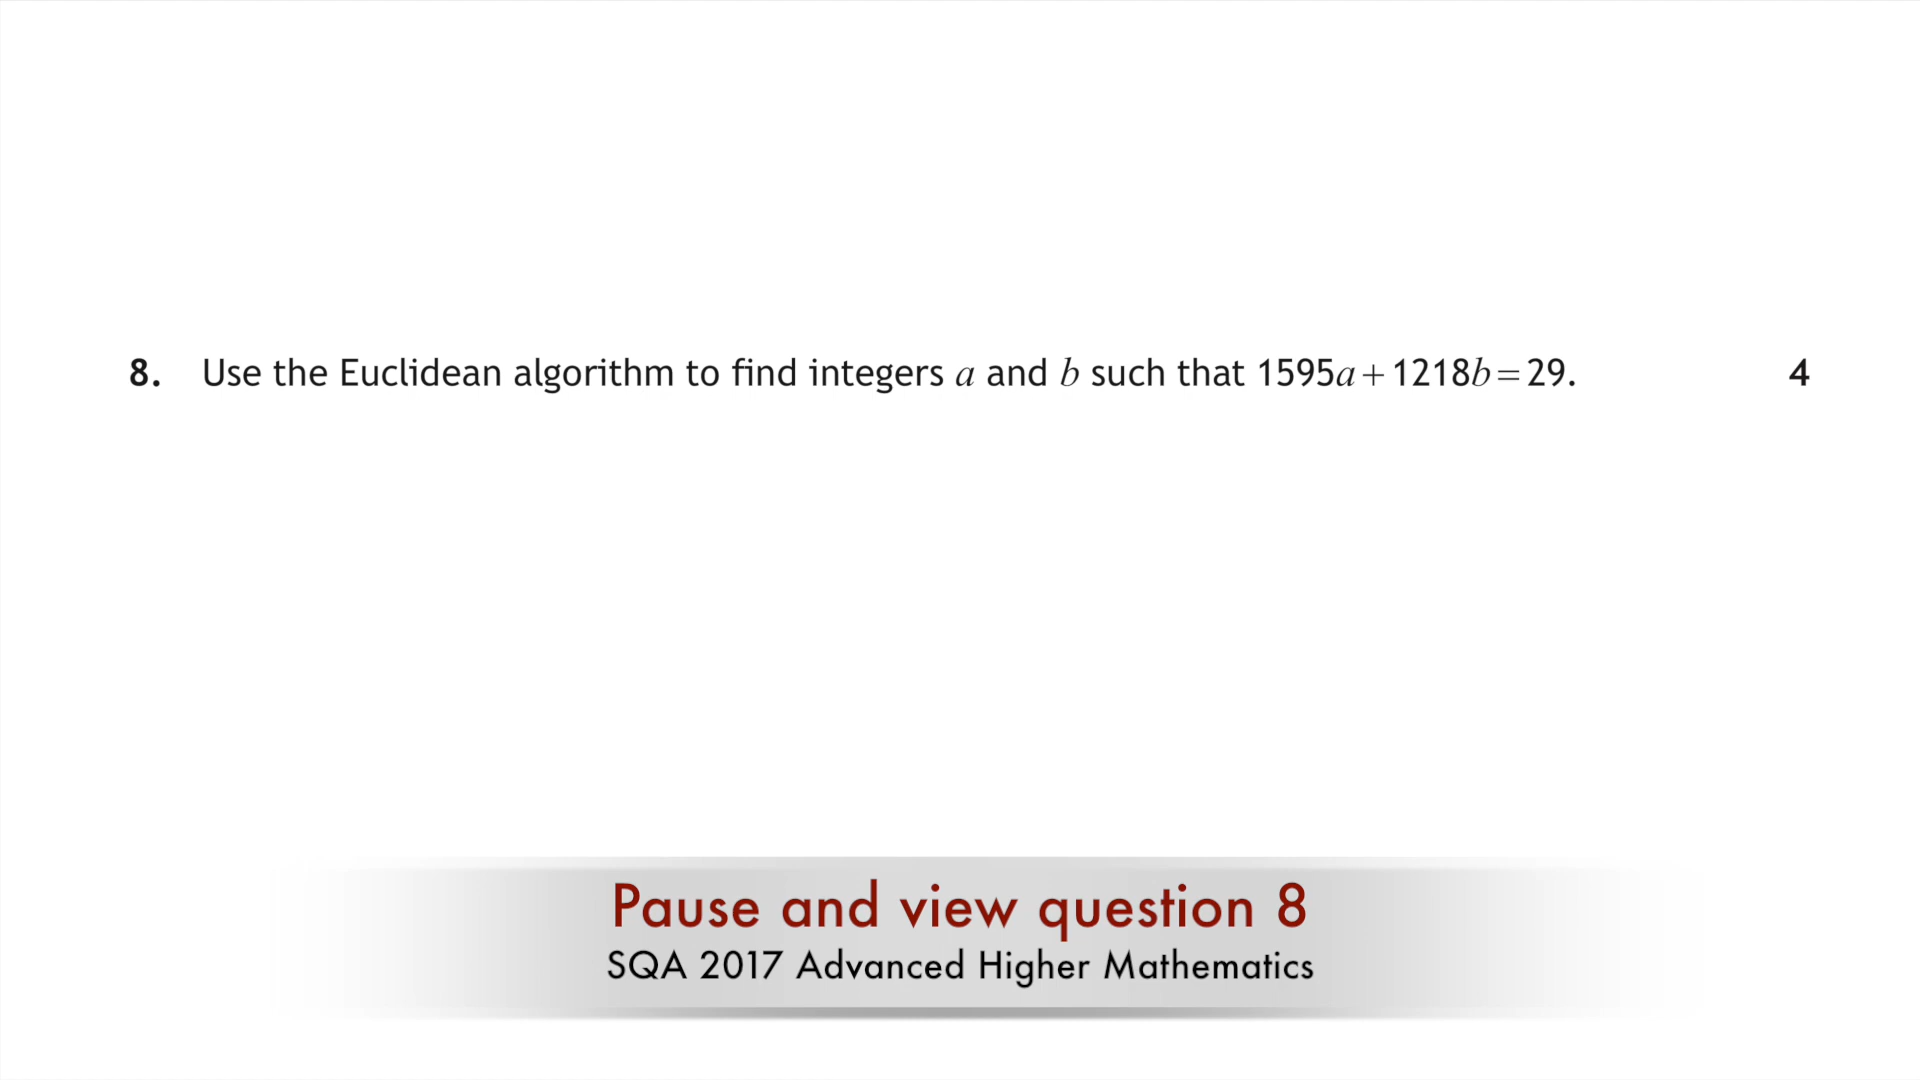 8. Use the Euclidean algorithm to find integers a and b such that 1595a+1218b=29. 4
Pause and view question 8
SQA 2017 Advanced Higher Mathematics